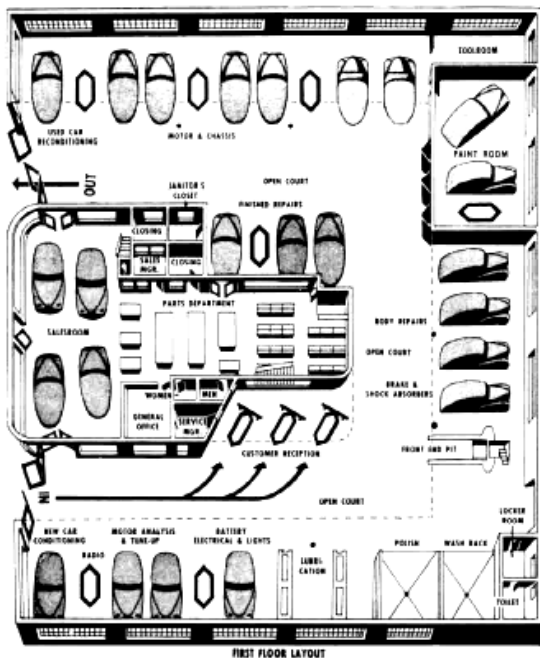 TOOLROOM
USED CAR
RECONDITIONING
MOTOR & CHASSIS
PAINT ROOM
OUT
JANITOR'S
CLOSET
OPEN COURT
FINISHED REPAIRS
CLOSING
SALES
MGR.
CLOSING
PARTS DEPARTMENT
SALESROOM
BODY REPAIRS
OPEN COURT
WOMEN
MEN
BRAKE &
SHOCK ABSORBERS
GENERAL
OFFICE
SERVICE
MGR.
CUSTOMER RECEPTION
FRONT END PIT
IN
OPEN COURT
LOCKER
ROOM
NEW CAR
CONDITIONING
MOTOR ANALYSIS
& TUNE-UP
BATTERY
ELECTRICAL & LIGHTS
RADIO
LUBRI-
CATION
POLISH
WASH RACK
TOILET
FIRST FLOOR LAYOUT